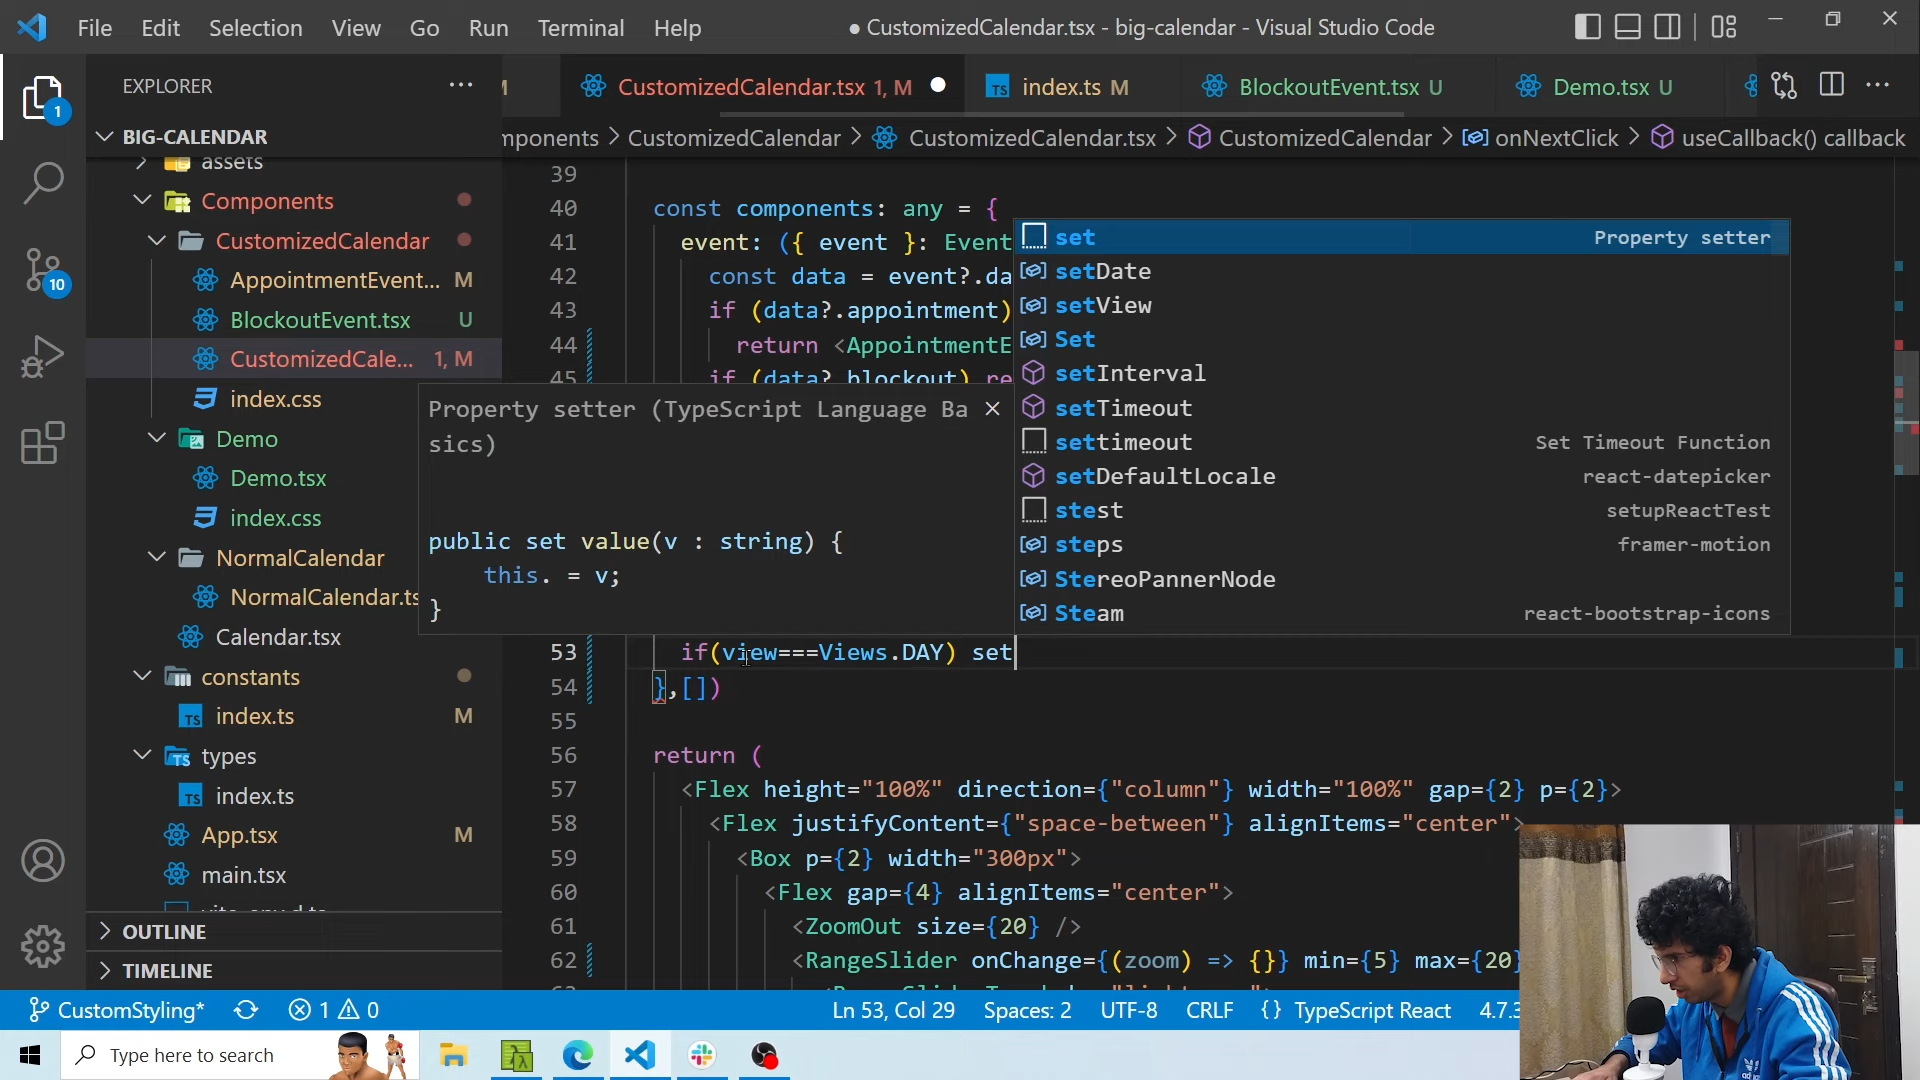 File Edit Selection View Go Run Terminal Help
● CustomizedCalendar.tsx - big-calendar - Visual Studio Code
EXPLORER
M
CustomizedCalendar.tsx 1, M
TS index.ts M
BlockoutEvent.tsx U
Demo.tsx U
mponents > CustomizedCalendar > CustomizedCalendar.tsx > CustomizedCalendar > onNextClick > useCallback() callback
BIG-CALENDAR
assets
Components
CustomizedCalendar
AppointmentEvent... M
BlockoutEvent.tsx U
CustomizedCale... 1, M
index.css
Demo
Demo.tsx
index.css
NormalCalendar
NormalCalendar.ts
Calendar.tsx
constants
TS index.ts M
types
TS index.ts
App.tsx M
main.tsx
OUTLINE
TIMELINE
1
10
39
40 const components: any = {
41 event: ({ event }: Event
42 const data = event?.da
43 if (data?.appointment)
44 return <AppointmentE
45 if (data?.blockout) re
set Property setter
setDate
setView
Set
setInterval
setTimeout
settimeout Set Timeout Function
setDefaultLocale react-datepicker
stest setupReactTest
steps framer-motion
StereoPannerNode
Steam react-bootstrap-icons
Property setter (TypeScript Language Ba
sics)
public set value(v : string) {
this. = v;
}
53 if(view===Views.DAY) set
54 },[])
55
56 return (
57 <Flex height="100%" direction={"column"} width="100%" gap={2} p={2}>
58 <Flex justifyContent={"space-between"} alignItems="center">
59 <Box p={2} width="300px">
60 <Flex gap={4} alignItems="center">
61 <ZoomOut size={20} />
62 <RangeSlider onChange={(zoom) => {}} min={5} max={20}
CustomStyling* 1 0 Ln 53, Col 29 Spaces: 2 UTF-8 CRLF {} TypeScript React 4.7.3
Type here to search